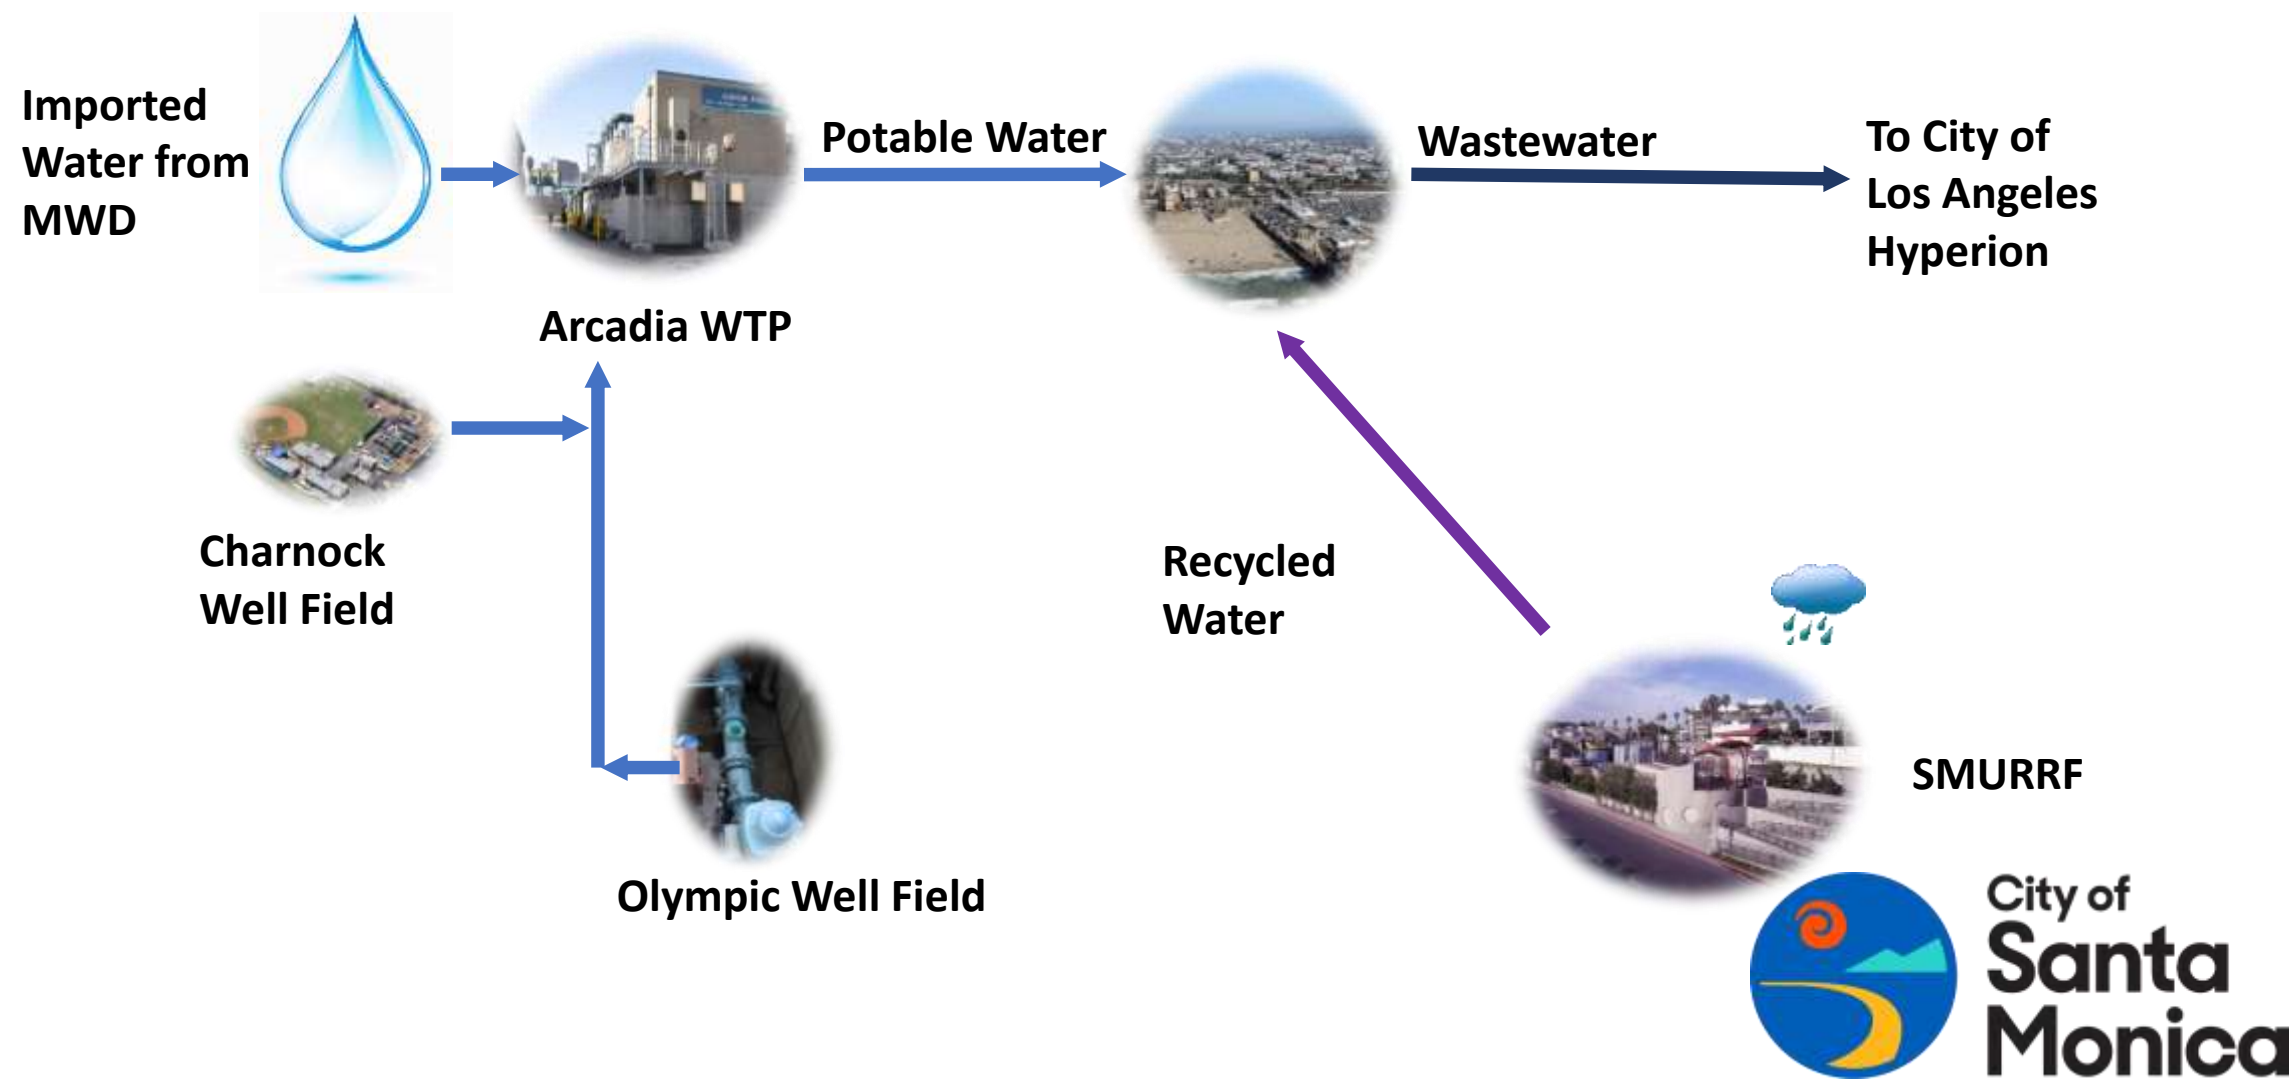 Imported
Water from
MWD
Arcadia WTP
Potable Water
Wastewater
To City of
Los Angeles
Hyperion
Charnock
Well Field
Olympic Well Field
Recycled
Water
SMURRF
City of
Santa
Monica